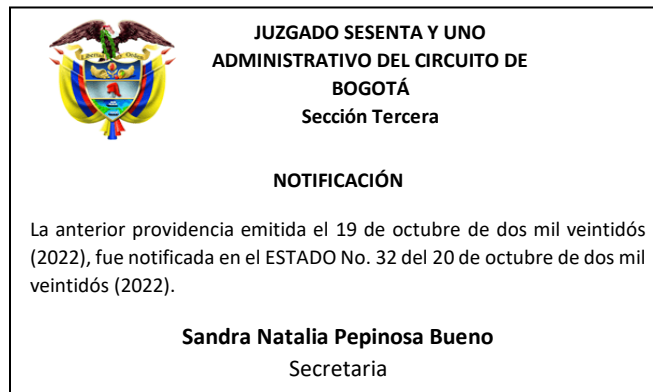 JUZGADO SESENTA Y UNO
ADMINISTRATIVO DEL CIRCUITO DE
BOGOTÁ
Sección Tercera
NOTIFICACIÓN
La anterior providencia emitida el 19 de octubre de dos mil veintidós
(2022), fue notificada en el ESTADO No. 32 del 20 de octubre de dos mil
veintidós (2022).
Sandra Natalia Pepinosa Bueno
Secretaria